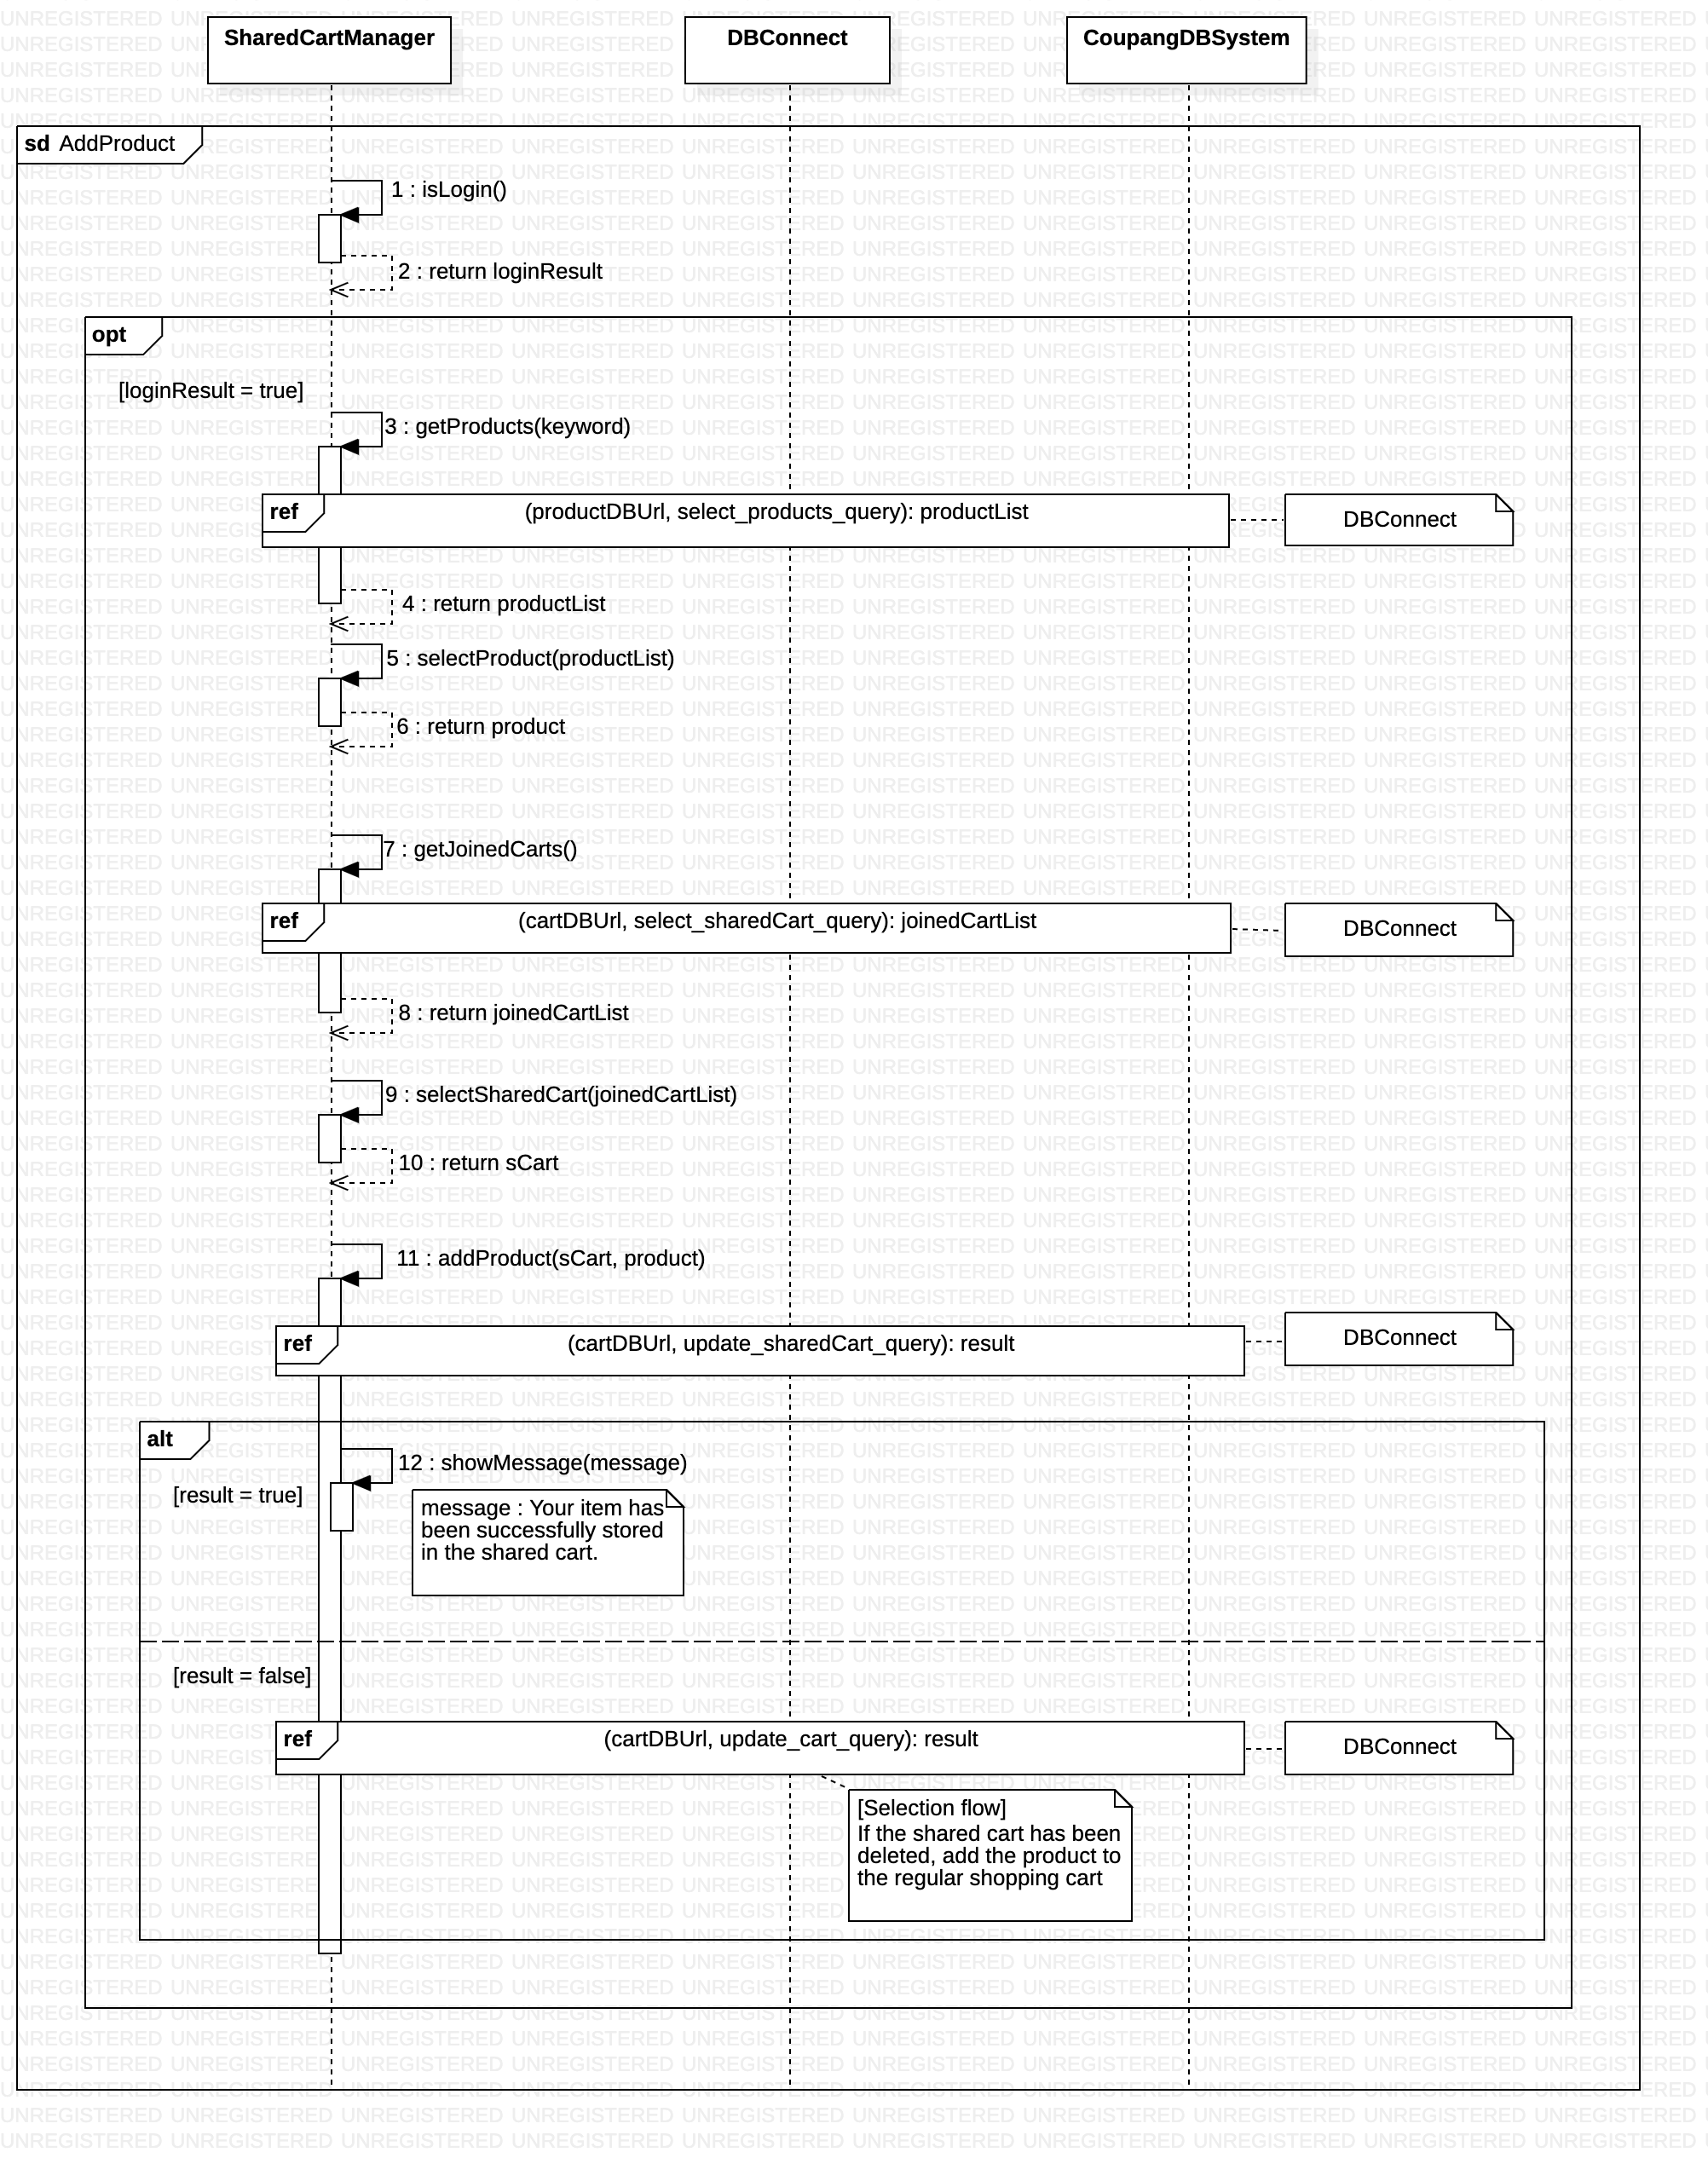 SharedCartManager
DBConnect
CoupangDBSystem
sd AddProduct
1 : isLogin()
2 : return loginResult
opt
[loginResult = true]
3 : getProducts(keyword)
ref
(productDBUrl, select_products_query): productList
DBConnect
4 : return productList
5 : selectProduct(productList)
6 : return product
7 : getJoinedCarts()
ref
(cartDBUrl, select_sharedCart_query): joinedCartList
DBConnect
8 : return joinedCartList
9 : selectSharedCart(joinedCartList)
10 : return sCart
11 : addProduct(sCart, product)
ref
(cartDBUrl, update_sharedCart_query): result
DBConnect
alt
12 : showMessage(message)
[result = true]
message : Your item has
been successfully stored
in the shared cart.
[result = false]
ref
(cartDBUrl, update_cart_query): result
DBConnect
[Selection flow]
If the shared cart has been
deleted, add the product to
the regular shopping cart
UNREGISTERED